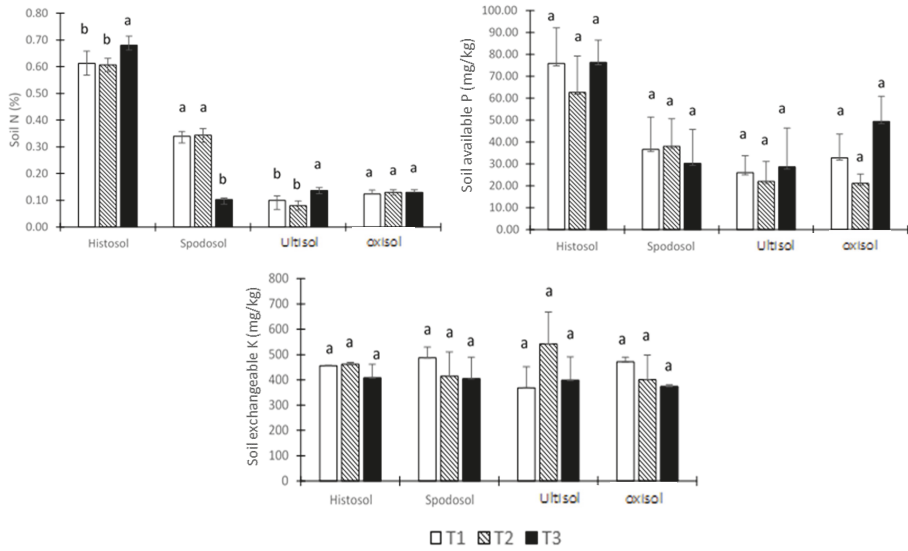 Soil N (%)
0.80
0.70
0.60
0.50
0.40
0.30
0.20
0.10
0.00
b b a
a a b
b b a
a a a
Histosol Spodosol Ultisol oxisol
Soil available P (mg/kg)
100.00
90.00
80.00
70.00
60.00
50.00
40.00
30.00
20.00
10.00
00.00
a a a
a a a
a a a
a a a
Histosol Spodosol Ultisol oxisol
Soil exchangeable K (mg/kg)
800
700
600
500
400
300
200
100
0
a a a
a a a
a a a
a a a
Histosol Spodosol Ultisol oxisol
T1 T2 T3